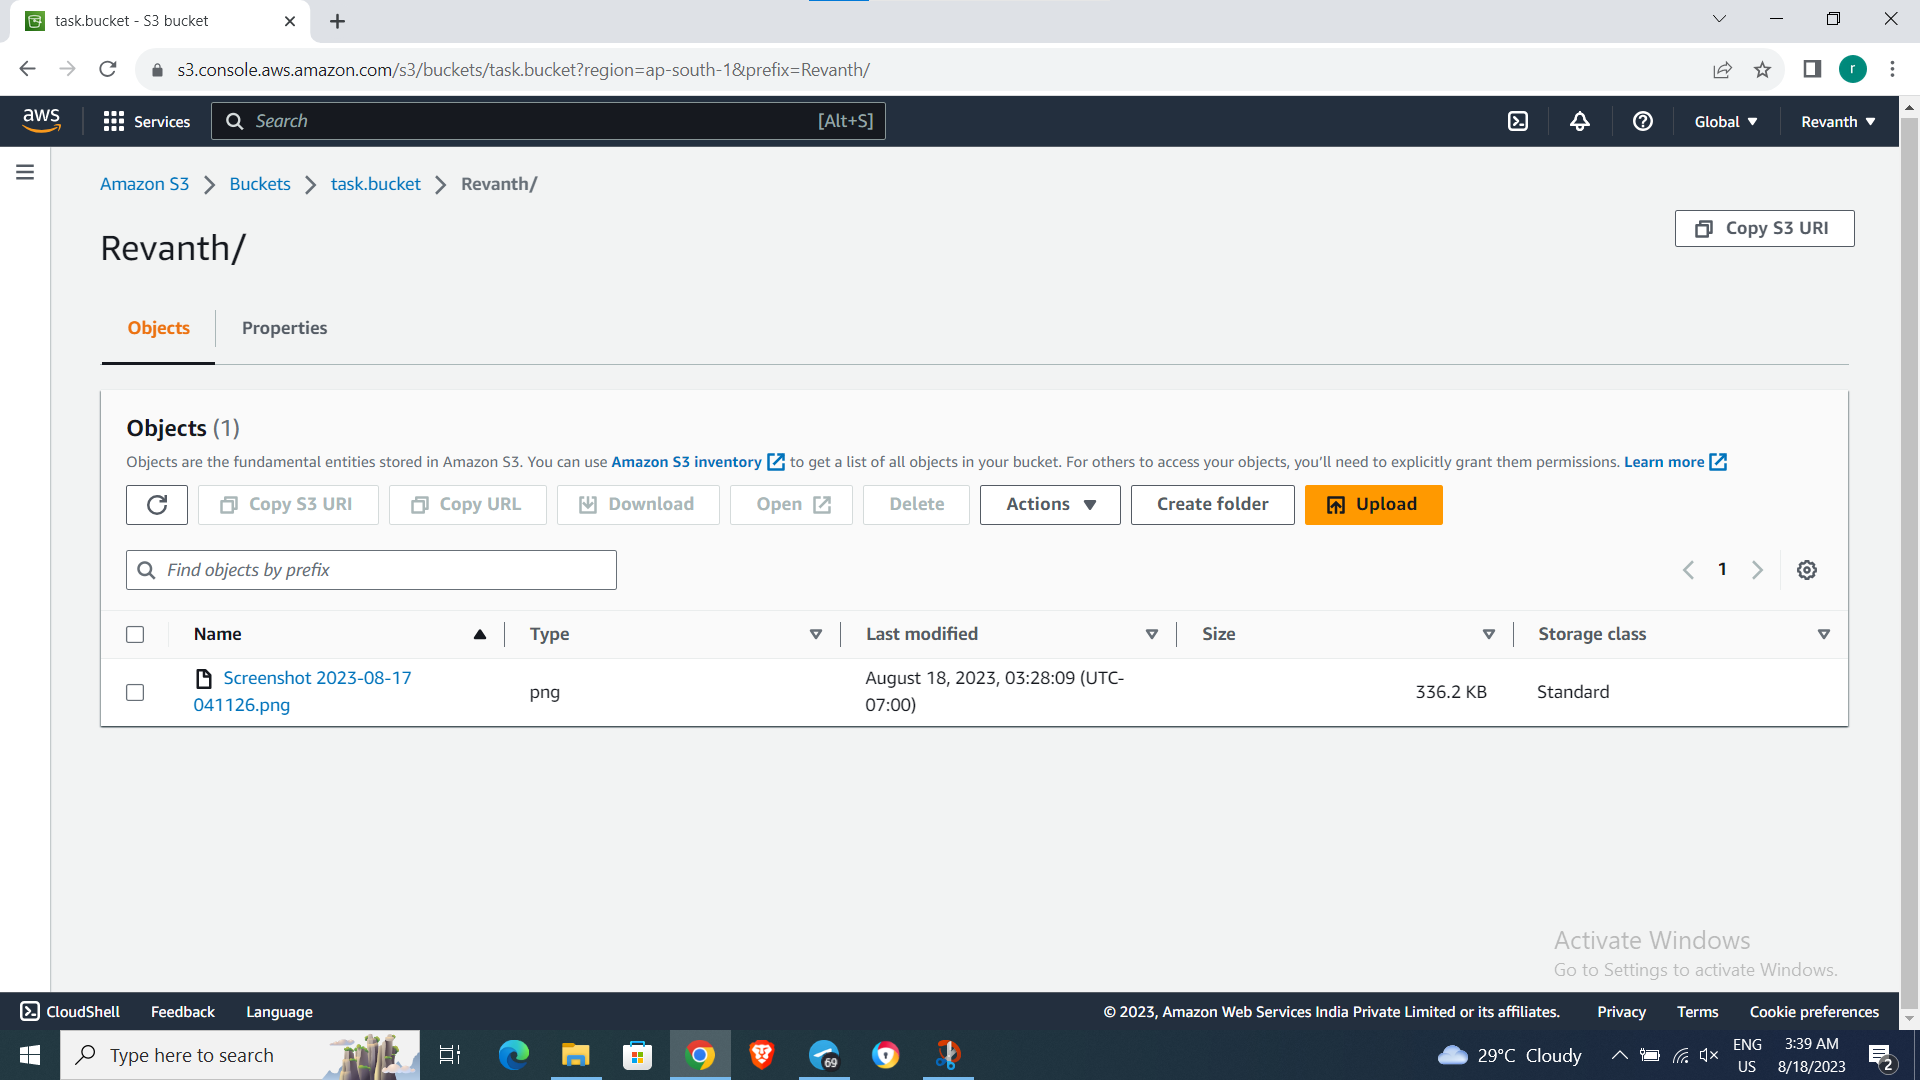 task.bucket - S3 bucket
s3.console.aws.amazon.com/s3/buckets/task.bucket?region=ap-south-1&prefix=Revanth/
r
aws
Services
Search
[Alt+S]
Global
Revanth
Amazon S3
Buckets
task.bucket
Revanth/
Revanth/
Copy S3 URI
Objects
Properties
Objects (1)
Objects are the fundamental entities stored in Amazon S3. You can use Amazon S3 inventory to get a list of all objects in your bucket. For others to access your objects, you'll need to explicitly grant them permissions. Learn more
Copy S3 URI
Copy URL
Download
Open
Delete
Actions
Create folder
Upload
Find objects by prefix
1
Name
Type
Last modified
Size
Storage class
Screenshot 2023-08-17
041126.png
png
August 18, 2023, 03:28:09 (UTC-
07:00)
336.2 KB
Standard
Activate Windows
Go to Settings to activate Windows.
CloudShell
Feedback
Language
© 2023, Amazon Web Services India Private Limited or its affiliates.
Privacy
Terms
Cookie preferences
Type here to search
69
29°C Cloudy
ENG
US
3:39 AM
8/18/2023
2